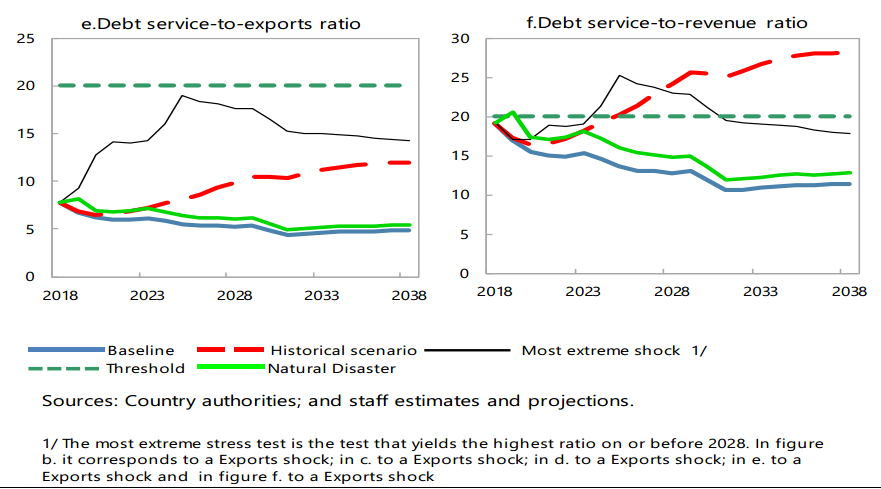 e.Debt service-to-exports ratio
f.Debt service-to-revenue ratio
25
20
15
10
5
0
2018 2023 2028 2033 2038
30
25
20
15
10
5
0
2018 2023 2028 2033 2038
Baseline Historical scenario Most extreme shock 1/
Threshold Natural Disaster
Sources: Country authorities; and staff estimates and projections.
1/ The most extreme stress test is the test that yields the highest ratio on or before 2028. In figure
b. it corresponds to a Exports shock; in c. to a Exports shock; in d. to a Exports shock; in e. to a
Exports shock and in figure f. to a Exports shock